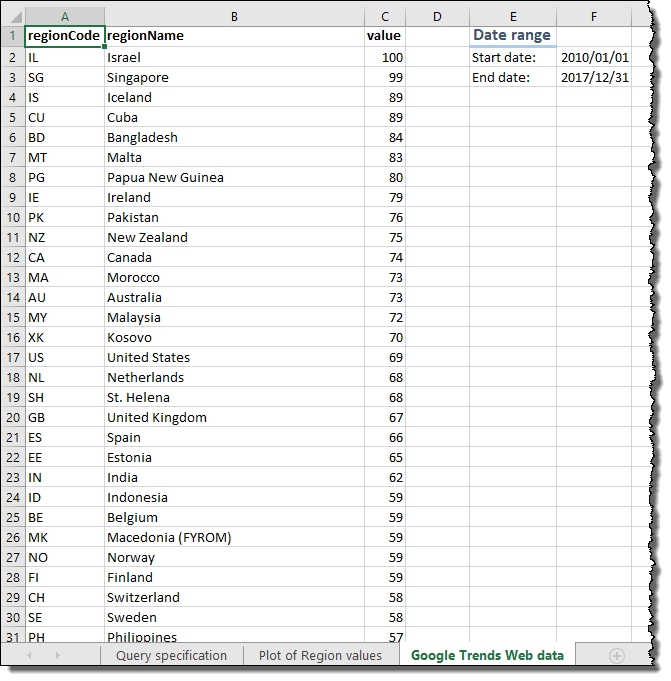 A B C D E F
1 regionCode regionName value Date range
2 IL Israel 100 Start date: 2010/01/01
3 SG Singapore 99 End date: 2017/12/31
4 IS Iceland 89
5 CU Cuba 89
6 BD Bangladesh 84
7 MT Malta 83
8 PG Papua New Guinea 80
9 IE Ireland 79
10 PK Pakistan 76
11 NZ New Zealand 75
12 CA Canada 74
13 MA Morocco 73
14 AU Australia 73
15 MY Malaysia 72
16 XK Kosovo 70
17 US United States 69
18 NL Netherlands 68
19 SH St. Helena 68
20 GB United Kingdom 67
21 ES Spain 66
22 EE Estonia 65
23 IN India 62
24 ID Indonesia 59
25 BE Belgium 59
26 MK Macedonia (FYROM) 59
27 NO Norway 59
28 FI Finland 59
29 CH Switzerland 58
30 SE Sweden 58
31 PH Philippines 57
Query specification Plot of Region values Google Trends Web data